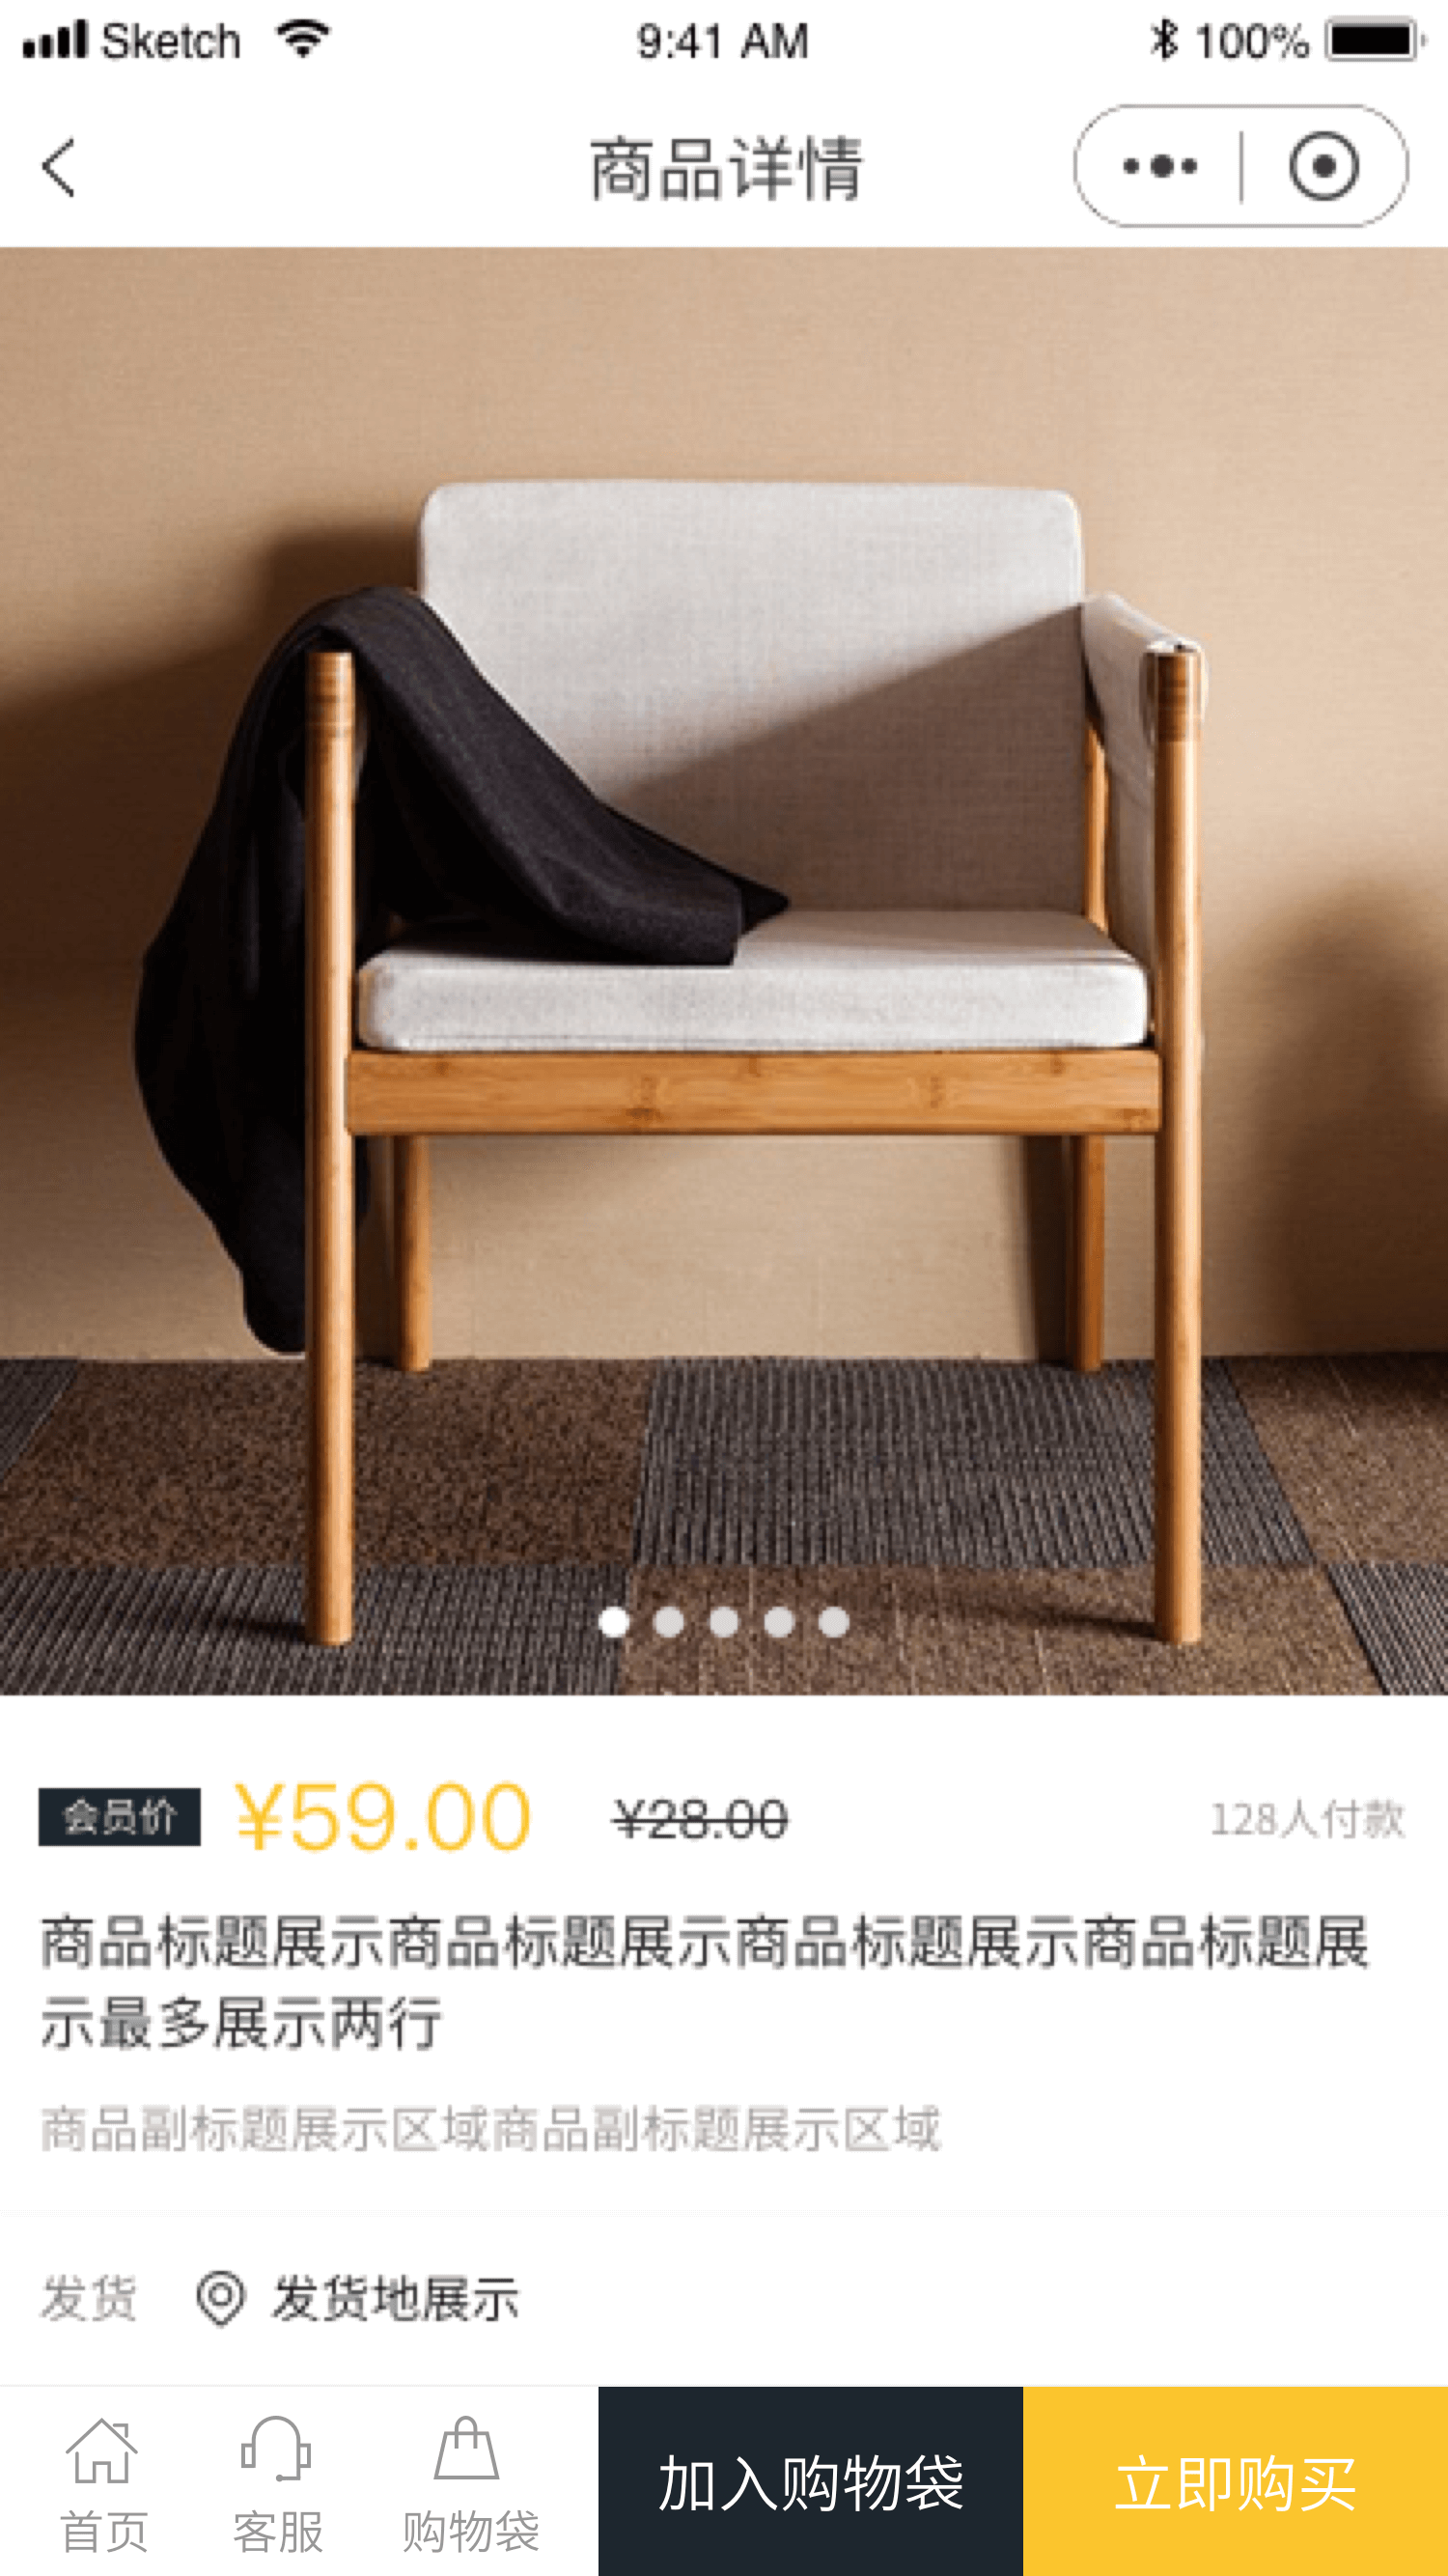 Sketch 9:41 AM 100%
商品详情
会员价 ¥59.00 ¥28.00 128人付款
商品标题展示商品标题展示商品标题展示商品标题展
示最多展示两行
商品副标题展示区域商品副标题展示区域
发货 发货地展示
首页 客服 购物袋 加入购物袋 立即购买